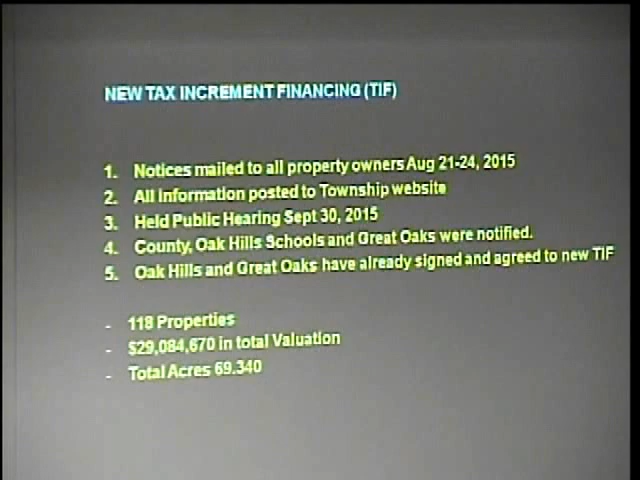 NEW TAX INCREMENT FINANCING (TIF)
1. Notices mailed to all property owners Aug 21-24, 2015
2. All Information posted to Township website
3. Held Public Hearing Sept 30, 2015
4. County, Oak Hills Schools and Great Oaks were notified.
5. Oak Hills and Great Oaks have already signed and agreed to new TIF
- 118 Properties
- $29,084,670 in total Valuation
- Total Acres 69.340